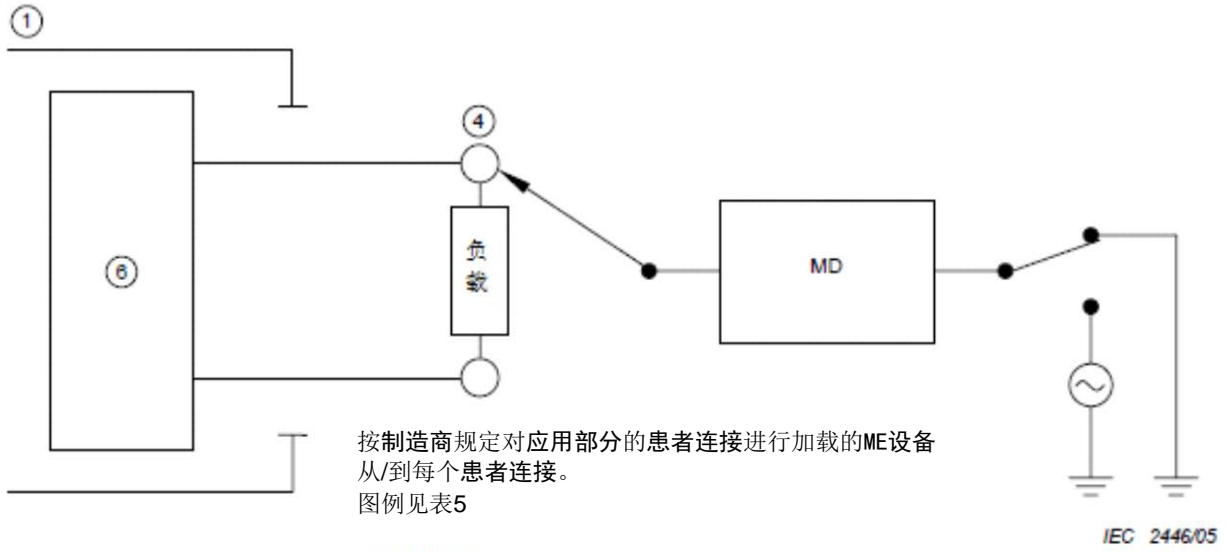 ①
④
负
载
⑥
MD
按制造商规定对应用部分的患者连接进行加载的ME设备
从/到每个患者连接。
图例见表5
IEC 2446/05